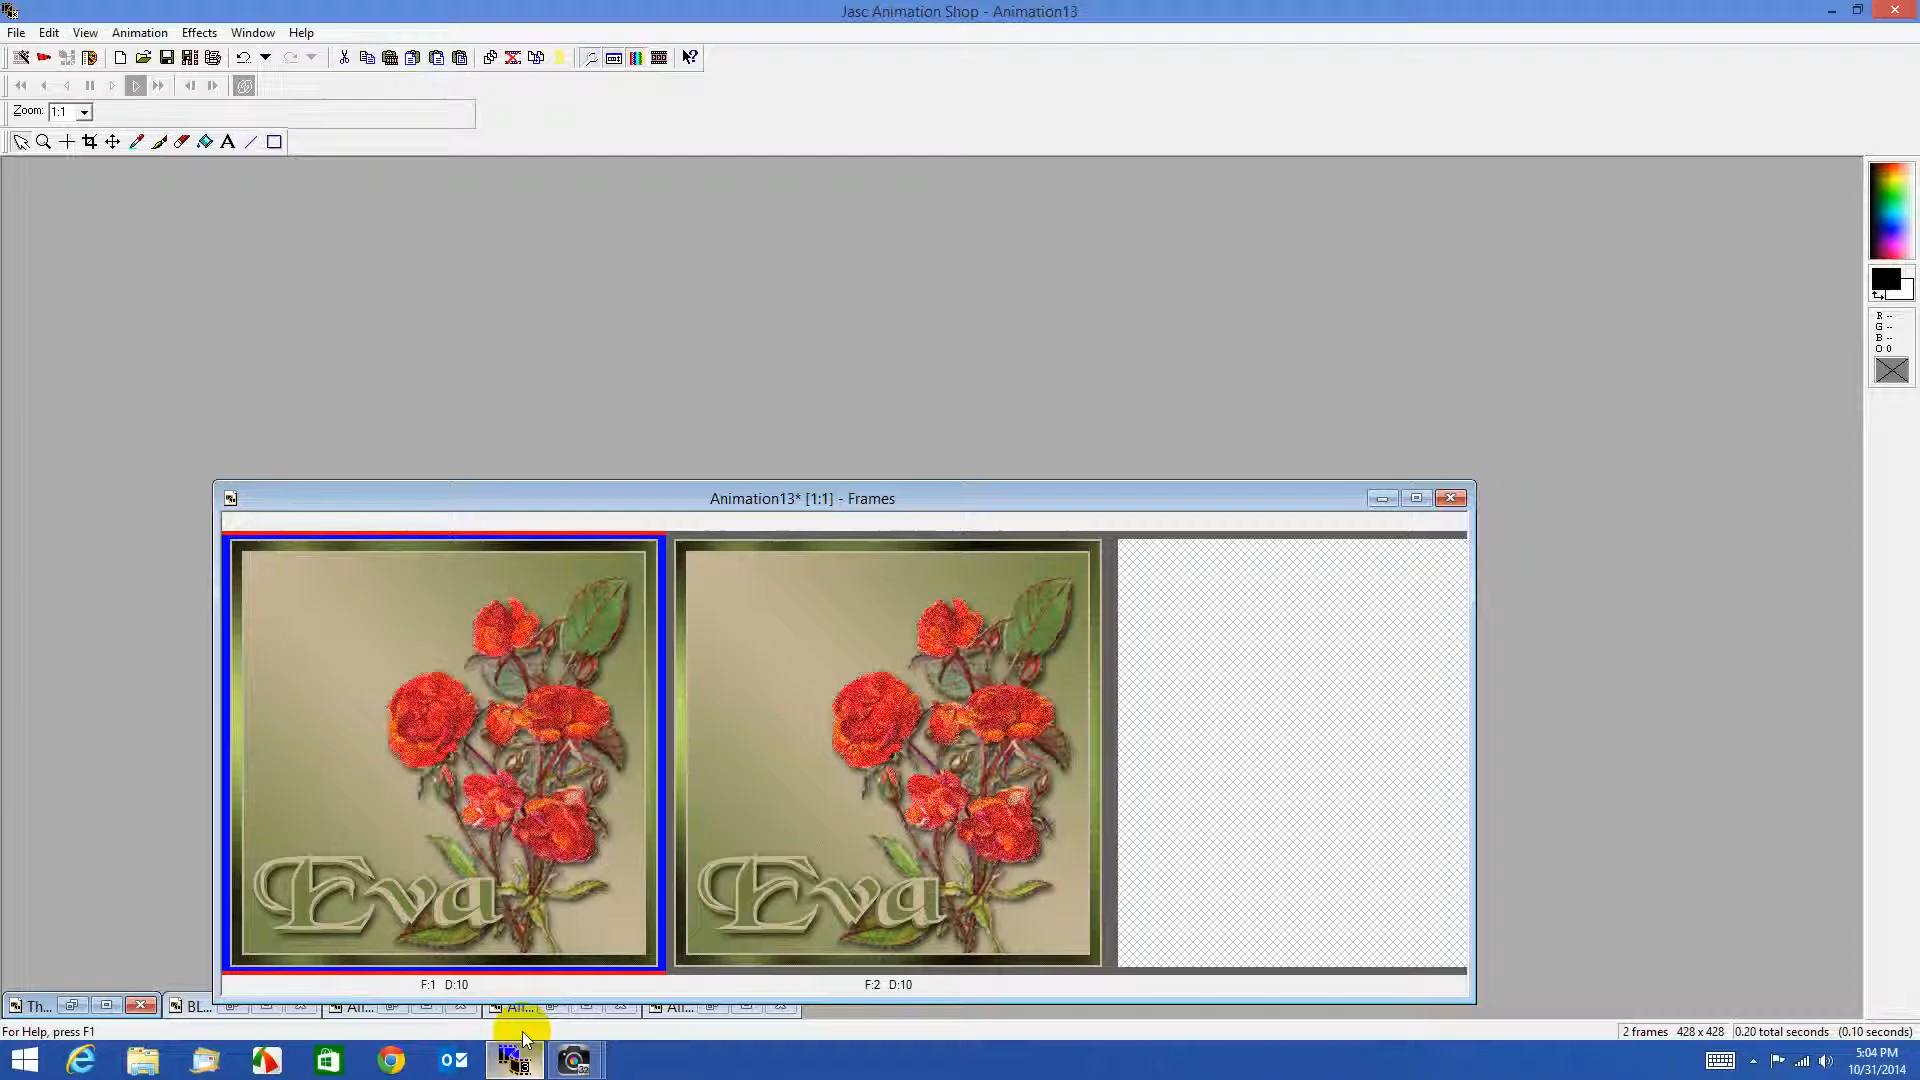 Jasc Animation Shop - Animation13
File Edit View Animation Effects Window Help
Zoom: 1:1
R --
G --
B --
O 0
Animation13* [1:1] - Frames
Eva
Eva
F:1 D:10
F:2 D:10
Th...
BL...
For Help, press F1
2 frames 428 x 428 0.20 total seconds (0.10 seconds)
5:04 PM
10/31/2014